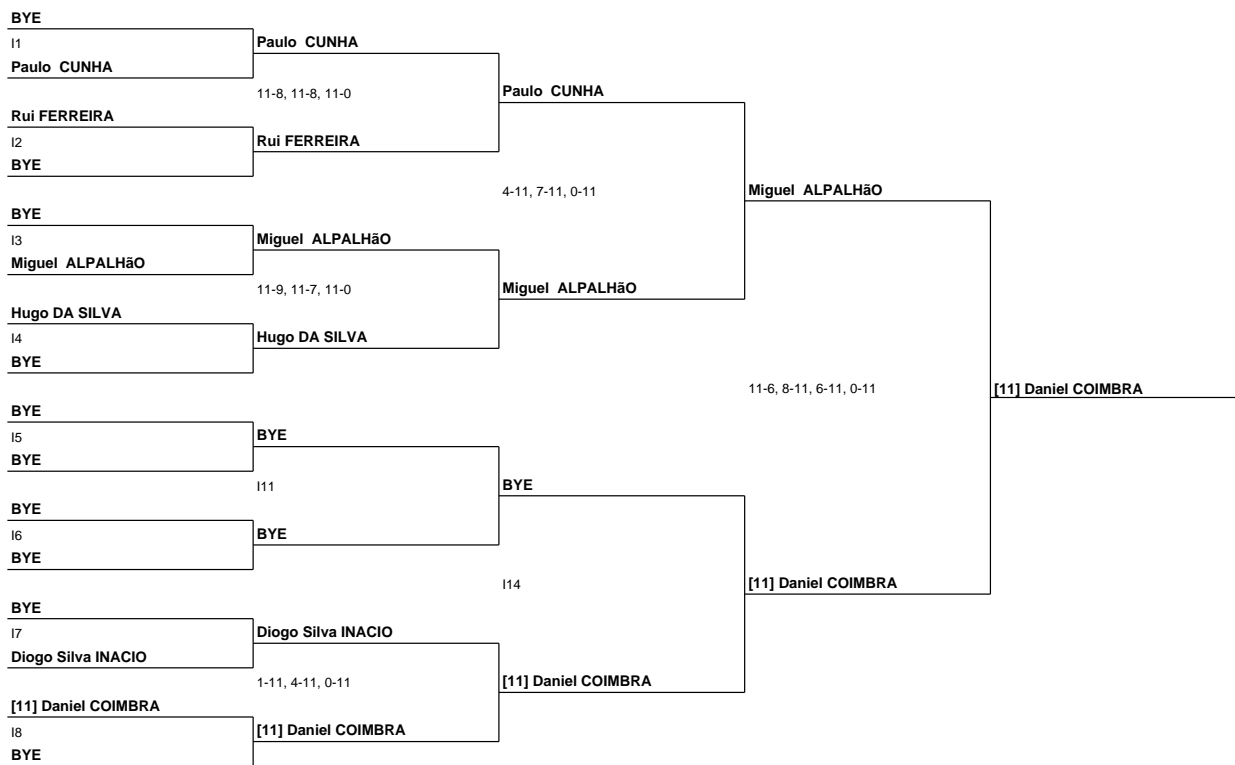 BYE
I1
Paulo CUNHA
Rui FERREIRA
I2
BYE
BYE
I3
Miguel ALPALHãO
Hugo DA SILVA
I4
BYE
BYE
I5
BYE
BYE
I6
BYE
BYE
I7
Diogo Silva INACIO
[11] Daniel COIMBRA
I8
BYE
Paulo CUNHA
11-8, 11-8, 11-0
Rui FERREIRA
Miguel ALPALHãO
11-9, 11-7, 11-0
Hugo DA SILVA
BYE
I11
BYE
Diogo Silva INACIO
1-11, 4-11, 0-11
[11] Daniel COIMBRA
Paulo CUNHA
4-11, 7-11, 0-11
Miguel ALPALHãO
BYE
I14
[11] Daniel COIMBRA
Miguel ALPALHãO
11-6, 8-11, 6-11, 0-11
[11] Daniel COIMBRA
[11] Daniel COIMBRA